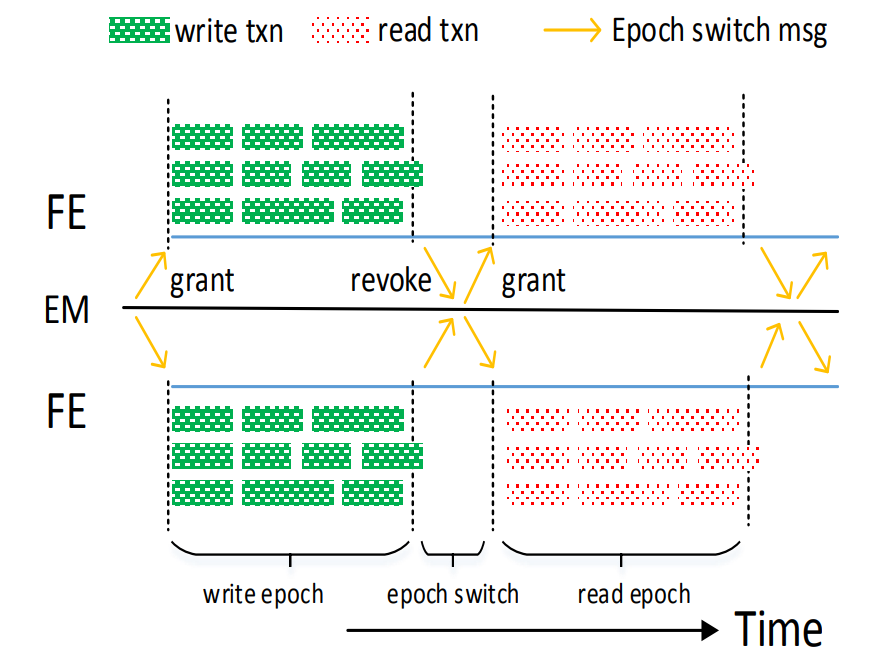 write txn
read txn
Epoch switch msg
FE
grant
revoke
grant
EM
FE
write epoch
epoch switch
read epoch
Time